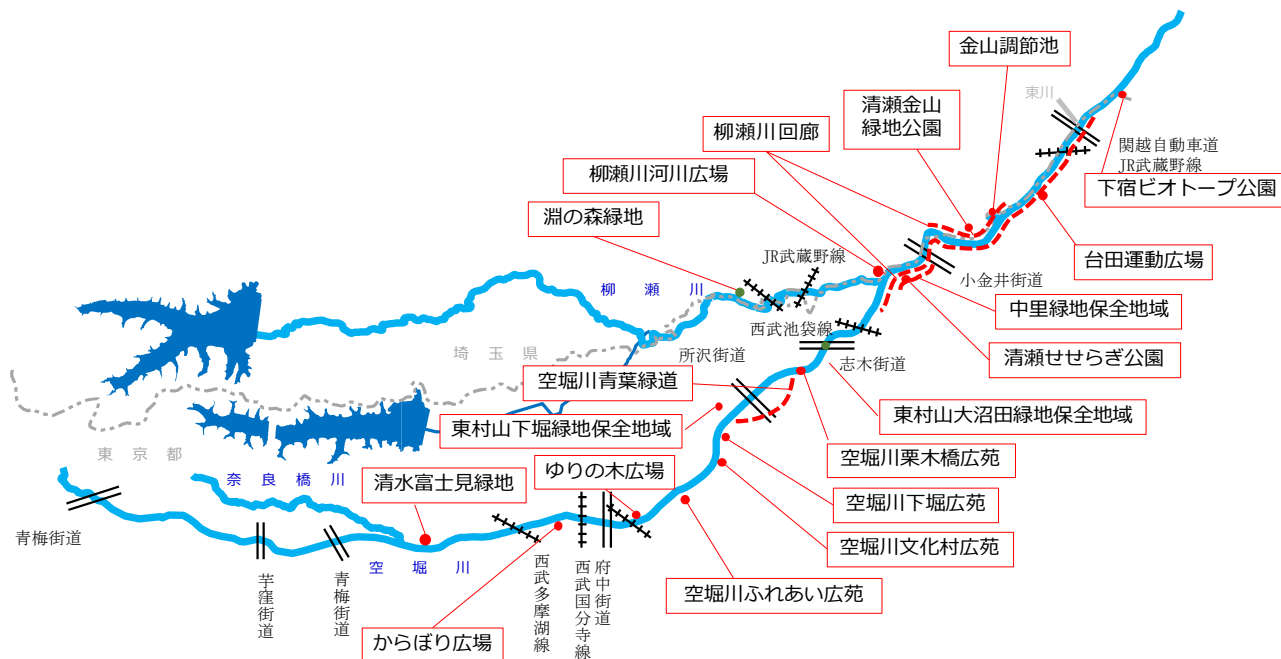 金山調節池
清瀬金山
緑地公園
東川
柳瀬川回廊
関越自動車道
JR武蔵野線
柳瀬川河川広場
下宿ビオトープ公園
淵の森緑地
JR武蔵野線
台田運動広場
小金井街道
柳瀬川
中里緑地保全地域
西武池袋線
埼玉県
所沢街道
志木街道
清瀬せせらぎ公園
空堀川青葉緑道
東村山下堀緑地保全地域
東村山大沼田緑地保全地域
東京都
空堀川栗木橋広苑
奈良橋川
清水富士見緑地
ゆりの木広場
空堀川下堀広苑
青梅街道
空堀川文化村広苑
空堀川
芋窪街道
青梅街道
西武多摩湖線
西武国分寺線
府中街道
空堀川ふれあい広苑
からぼり広場